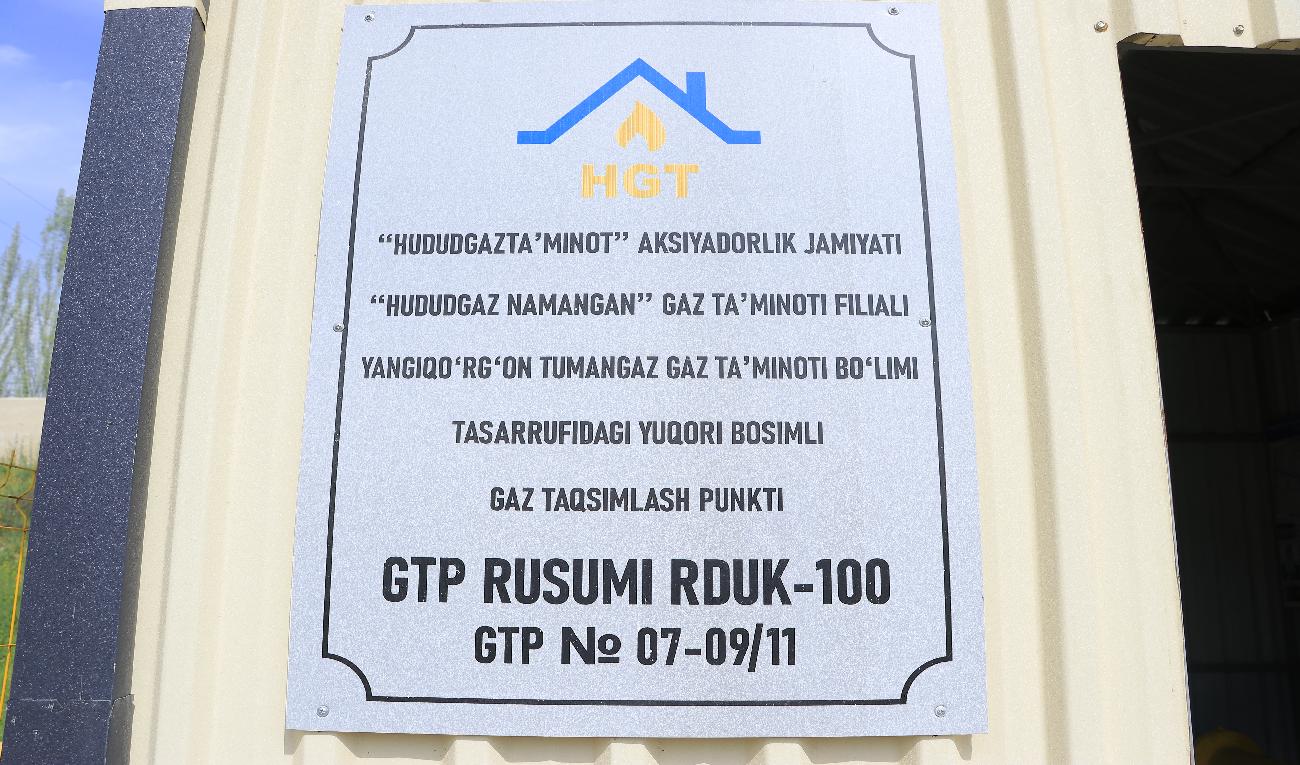 HGT
“HUDUDGAZTA’MINOT” AKSIYADORLIK JAMIYATI
“HUDUDGAZ NAMANGAN” GAZ TA’MINOTI FILIALI
YANGIQO‘RG‘ON TUMANGAZ GAZ TA’MINOTI BO‘LIMI
TASARRUFIDAGI YUQORI BOSIMLI
GAZ TAQSIMLASH PUNKTI
GTP RUSUMI RDUK-100
GTP № 07-09/11